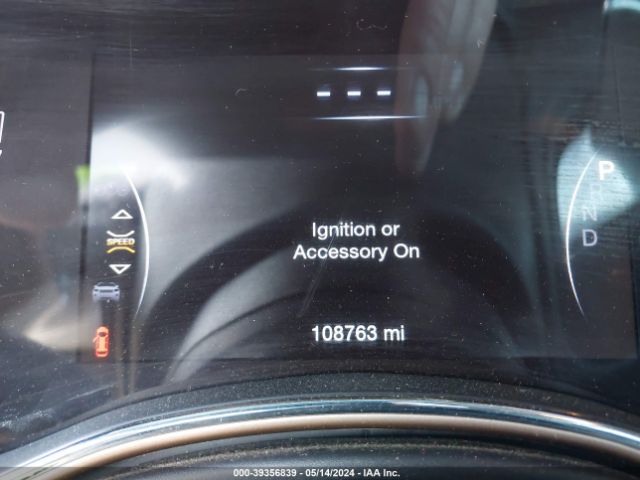 - - -
P
R
N
D
SPEED
Ignition or
Accessory On
108763 mi
000-39356839 - 05/14/2024 - IAA Inc.